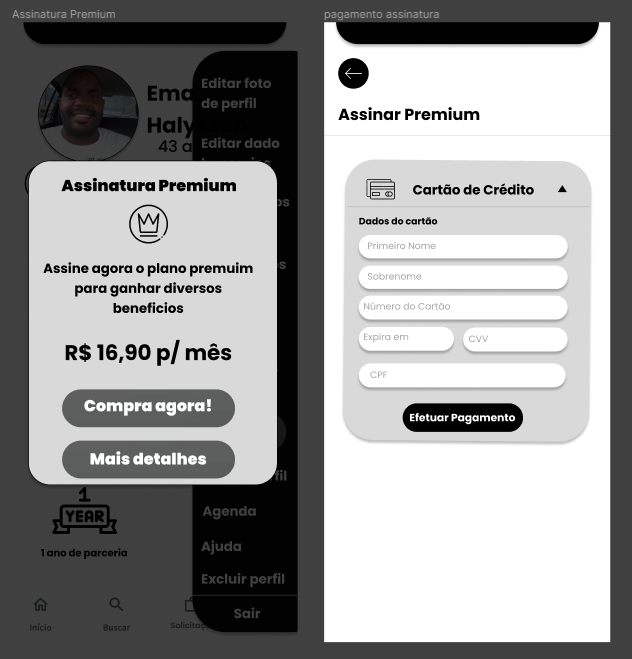 Assinatura Premium
Ema
Haly
43 a
Editar foto
de perfil
Editar dado
Assinatura Premium
Assine agora o plano premuim
para ganhar diversos
beneficios
R$ 16,90 p/ mês
Compra agora!
Mais detalhes
1
YEAR
1 ano de parceria
Agenda
Ajuda
Excluir perfil
Sair
Início
Buscar
pagamento assinatura
Assinar Premium
Cartão de Crédito
Dados do cartão
Primeiro Nome
Sobrenome
Número do Cartão
Expira em
CVV
CPF
Efetuar Pagamento